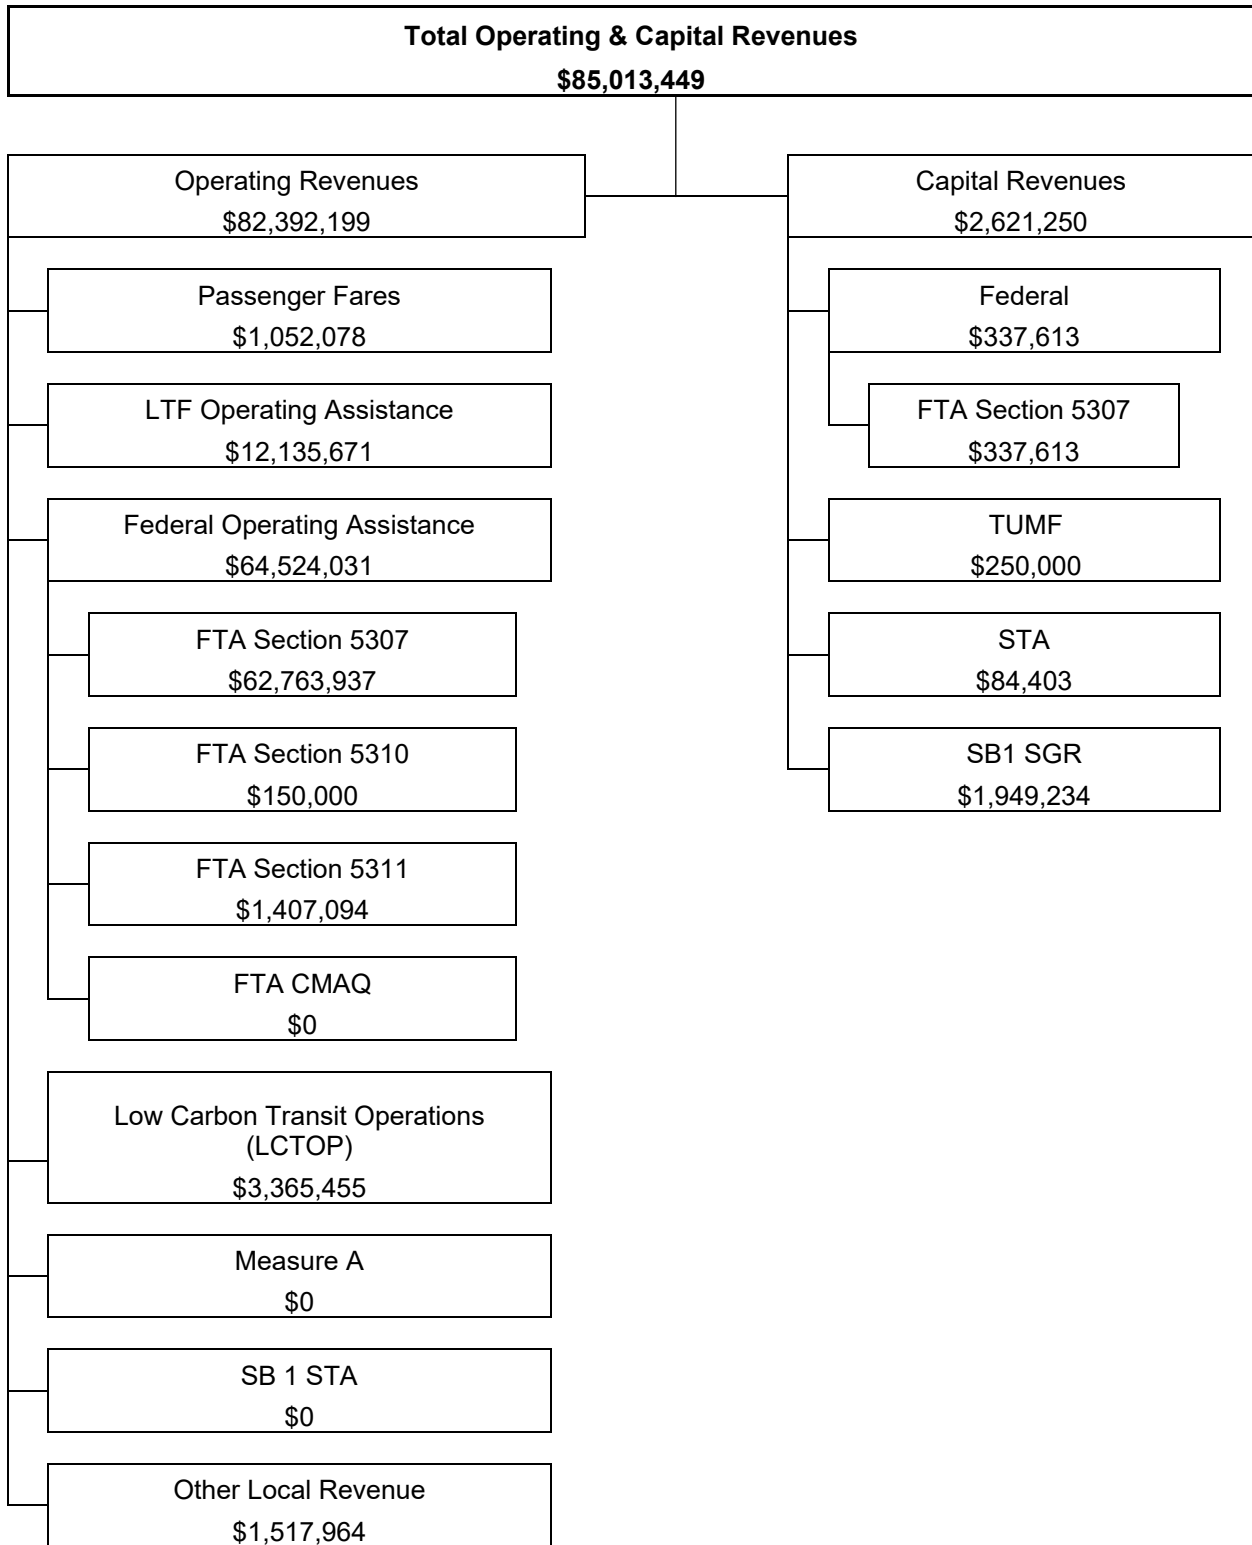 Total Operating & Capital Revenues
$85,013,449
Operating Revenues
$82,392,199
Passenger Fares
$1,052,078
LTF Operating Assistance
$12,135,671
Federal Operating Assistance
$64,524,031
FTA Section 5307
$62,763,937
FTA Section 5310
$150,000
FTA Section 5311
$1,407,094
FTA CMAQ
$0
Low Carbon Transit Operations
(LCTOP)
$3,365,455
Measure A
$0
SB 1 STA
$0
Other Local Revenue
$1,517,964
Capital Revenues
$2,621,250
Federal
$337,613
FTA Section 5307
$337,613
TUMF
$250,000
STA
$84,403
SB1 SGR
$1,949,234